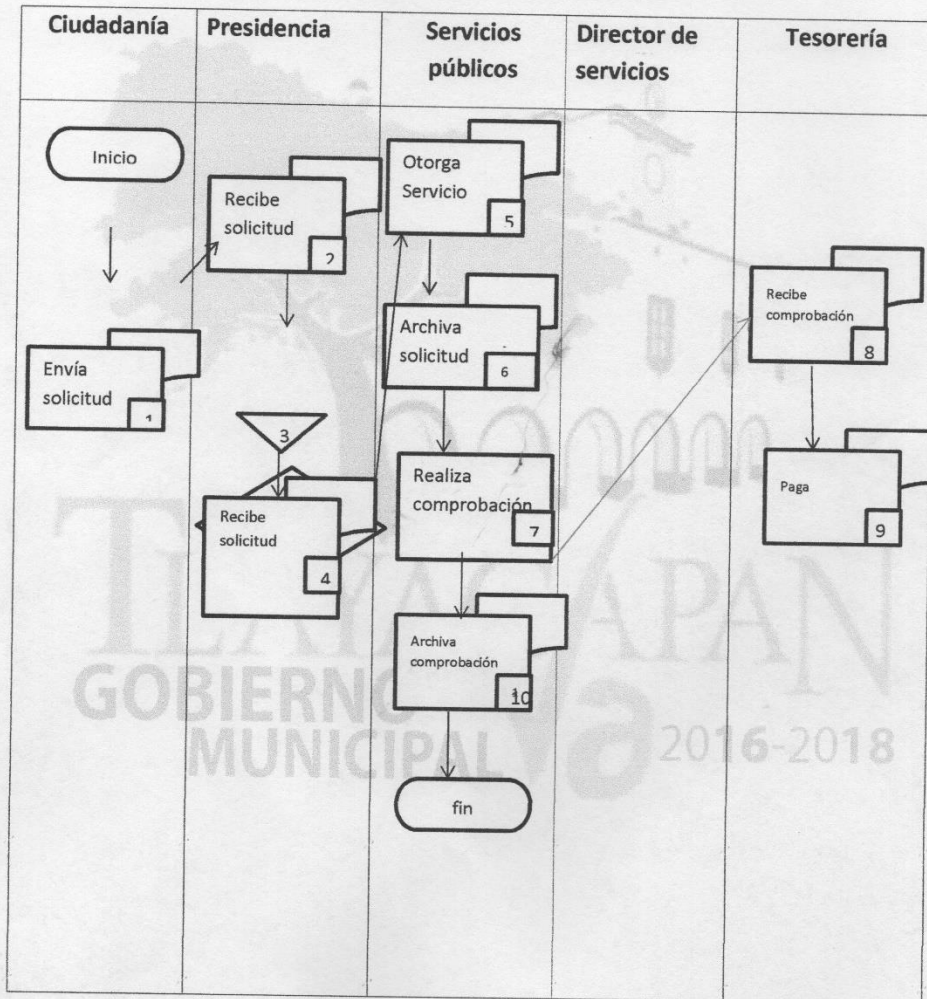 Ciudadanía
Presidencia
Servicios
públicos
Director de
servicios
Tesorería
Inicio
Envía
solicitud
1
Recibe
solicitud
2
3
Recibe
solicitud
4
Otorga
Servicio
5
Archiva
solicitud
6
Realiza
comprobación
7
Recibe
comprobación
8
Paga
9
Archiva
comprobación
10
fin
TLAYACAPAN
GOBIERNO
MUNICIPAL
2016-2018